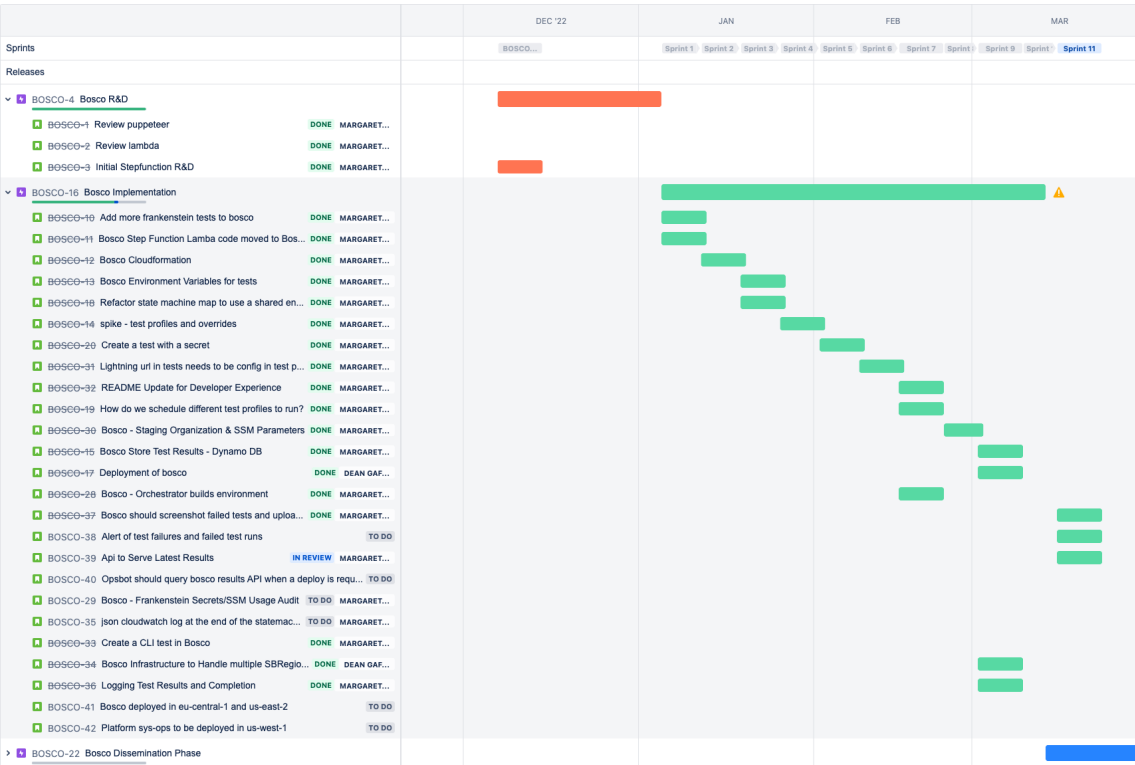 DEC '22 JAN FEB MAR
Sprints BOSCO... Sprint 1 Sprint 2 Sprint 3 Sprint 4 Sprint 5 Sprint 6 Sprint 7 Sprint Sprint 9 Sprint Sprint 11
Releases
BOSCO-4 Bosco R&D
BOSCO-1 Review puppeteer DONE MARGARET...
BOSCO-2 Review lambda DONE MARGARET...
BOSCO-3 Initial Stepfunction R&D DONE MARGARET...
BOSCO-16 Bosco Implementation
BOSCO-10 Add more frankenstein tests to bosco DONE MARGARET...
BOSCO-11 Bosco Step Function Lamba code moved to Bos... DONE MARGARET...
BOSCO-12 Bosco Cloudformation DONE MARGARET...
BOSCO-13 Bosco Environment Variables for tests DONE MARGARET...
BOSCO-18 Refactor state machine map to use a shared en... DONE MARGARET...
BOSCO-14 spike - test profiles and overrides DONE MARGARET...
BOSCO-20 Create a test with a secret DONE MARGARET...
BOSCO-31 Lightning url in tests needs to be config in test p... DONE MARGARET...
BOSCO-32 README Update for Developer Experience DONE MARGARET...
BOSCO-19 How do we schedule different test profiles to run? DONE MARGARET...
BOSCO-30 Bosco - Staging Organization & SSM Parameters DONE MARGARET...
BOSCO-15 Bosco Store Test Results - Dynamo DB DONE MARGARET...
BOSCO-17 Deployment of bosco DONE DEAN GAF...
BOSCO-28 Bosco - Orchestrator builds environment DONE MARGARET...
BOSCO-37 Bosco should screenshot failed tests and uploa... DONE MARGARET...
BOSCO-38 Alert of test failures and failed test runs TO DO
BOSCO-39 Api to Serve Latest Results IN REVIEW MARGARET...
BOSCO-40 Opsbot should query bosco results API when a deploy is requ... TO DO
BOSCO-29 Bosco - Frankenstein Secrets/SSM Usage Audit TO DO MARGARET...
BOSCO-35 json cloudwatch log at the end of the statemac... TO DO MARGARET...
BOSCO-33 Create a CLI test in Bosco DONE MARGARET...
BOSCO-34 Bosco Infrastructure to Handle multiple SBRegio... DONE DEAN GAF...
BOSCO-36 Logging Test Results and Completion DONE MARGARET...
BOSCO-41 Bosco deployed in eu-central-1 and us-east-2 TO DO
BOSCO-42 Platform sys-ops to be deployed in us-west-1 TO DO
BOSCO-22 Bosco Dissemination Phase